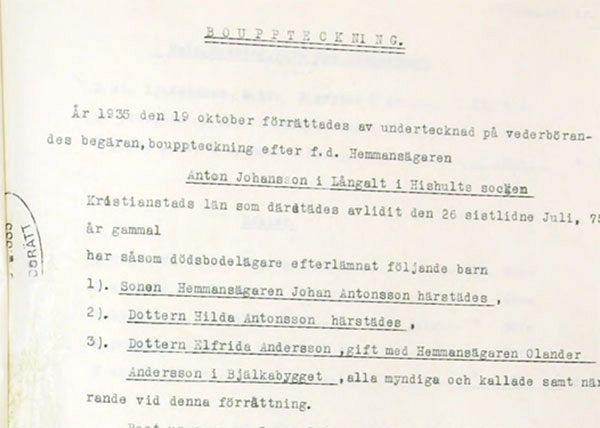 BOUPPTECKNING.
År 1935 den 19 oktober förrättades av undertecknad på vederböran-
des begäran,bouppteckning efter f.d. Hemmansägaren
Anton Johansson i Långalt i Hishults socken
Kristianstads län som därstädes avlidit den 26 sistlidne Juli, 75
år gammal
har såsom dödsbodelägare efterlämnat följande barn
1). Sonen Hemmansägaren Johan Antonsson härstädes ,
2). Dottern Hilda Antonsson härstädes ,
3). Dottern Elfrida Andersson ,gift med Hemmansägaren Olander
Andersson i Bjälkabygget ,alla myndiga och kallade samt när
rande vid denna förrättning.